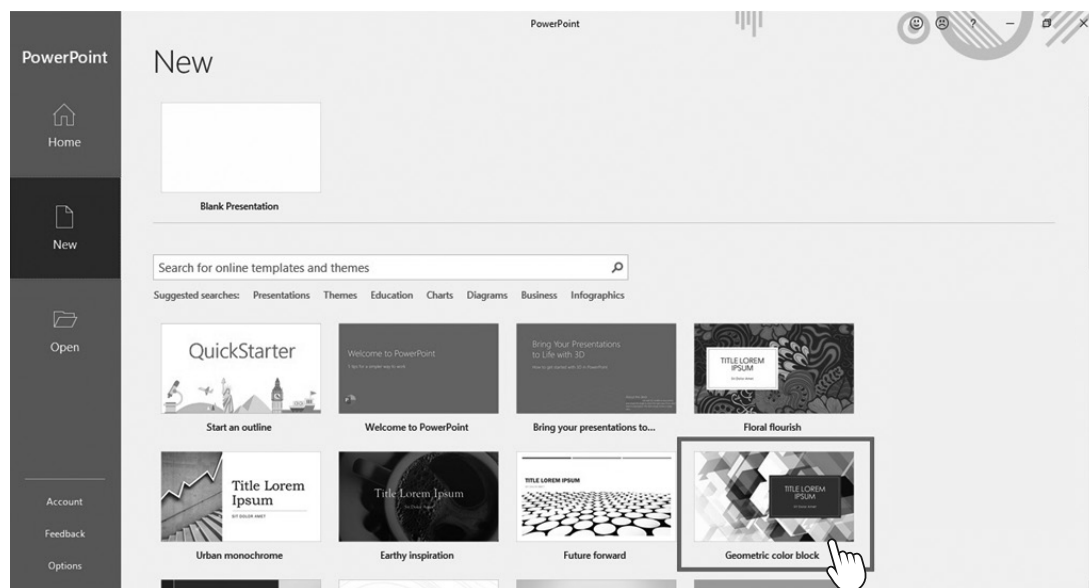 PowerPoint
PowerPoint
?
New
Home
Blank Presentation
New
Search for online templates and themes
Suggested searches: Presentations Themes Education Charts Diagrams Business Infographics
Open
QuickStarter
Welcome to PowerPoint
Bring Your Presentations
to Life with 3D
TITLE LOREM
IPSUM
Start an outline
Welcome to PowerPoint
Bring your presentations to...
Floral flourish
Title Lorem
Ipsum
SIT DOLOR AMET
Title Lorem Ipsum
TITLE LOREM IPSUM
TITLE LOREM
IPSUM
Urban monochrome
Earthy inspiration
Future forward
Geometric color block
Account
Feedback
Options